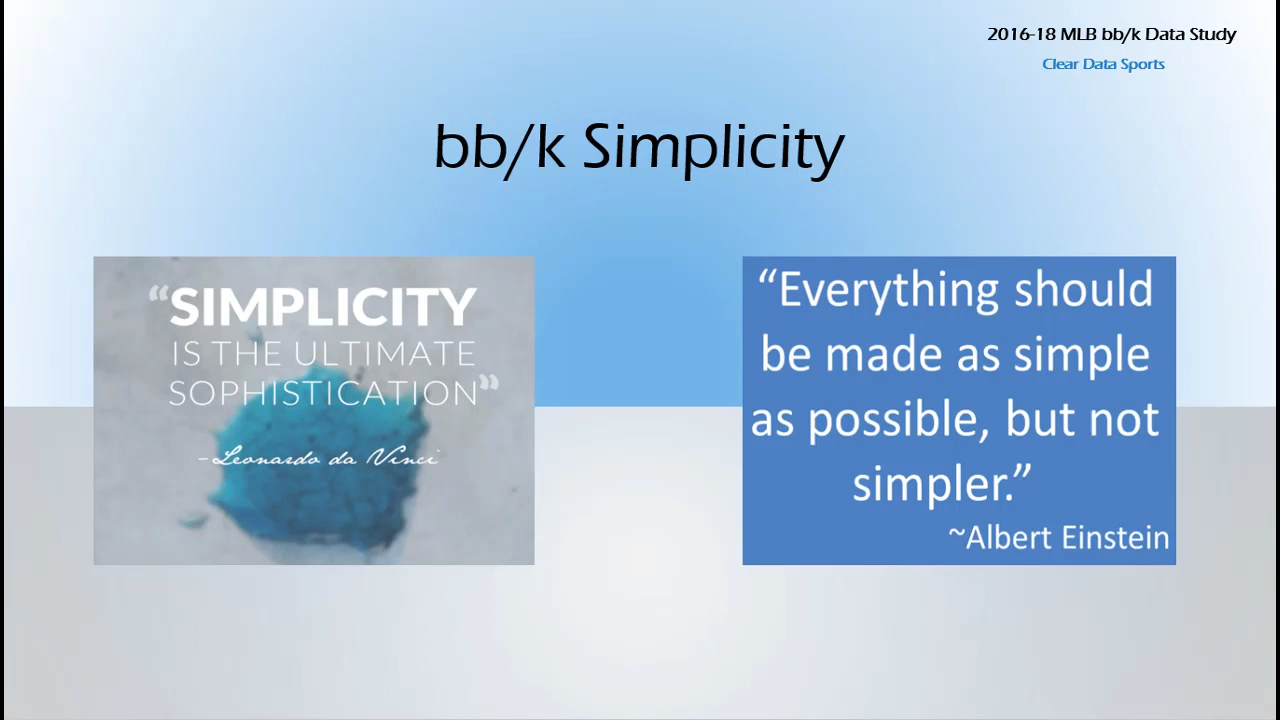 2016-18 MLB bb/k Data Study
Clear Data Sports
bb/k Simplicity
“SIMPLICITY
IS THE ULTIMATE
SOPHISTICATION”
-Leonardo da Vinci
“Everything should
be made as simple
as possible, but not
simpler.”
~Albert Einstein